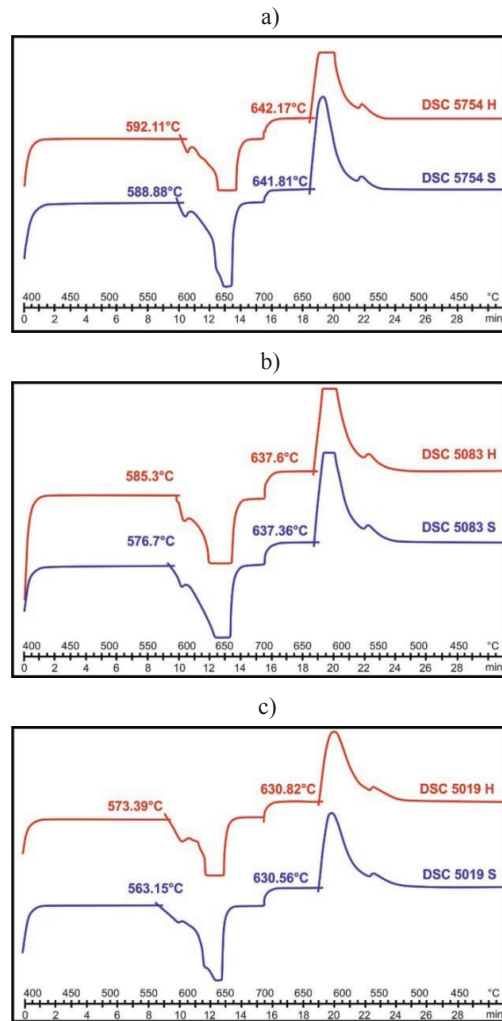 a)
592.11°C 642.17°C DSC 5754 H
588.88°C 641.81°C DSC 5754 S
400 450 500 550 600 650 700 650 600 550 500 450 °C
0 2 4 6 8 10 12 14 16 18 20 22 24 26 28 min
b)
585.3°C 637.6°C DSC 5083 H
576.7°C 637.36°C DSC 5083 S
400 450 500 550 600 650 700 650 600 550 500 450 °C
0 2 4 6 8 10 12 14 16 18 20 22 24 26 28 min
c)
573.39°C 630.82°C DSC 5019 H
563.15°C 630.56°C DSC 5019 S
400 450 500 550 600 650 700 650 600 550 500 450 °C
0 2 4 6 8 10 12 14 16 18 20 22 24 26 28 min